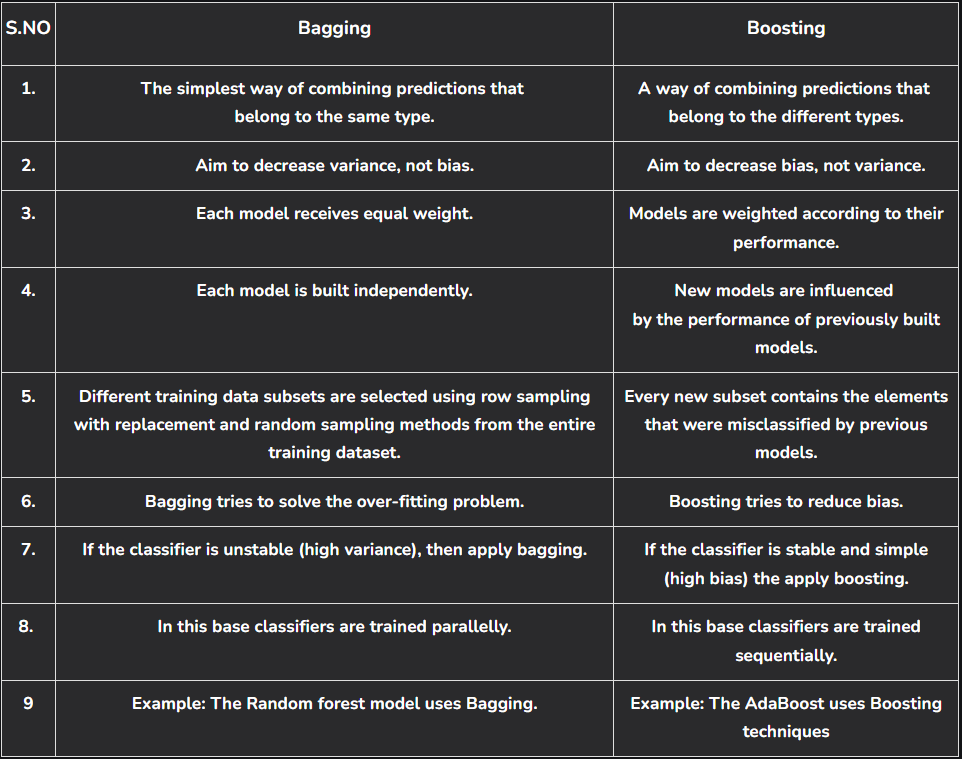 S.NO Bagging Boosting
1. The simplest way of combining predictions that
belong to the same type.
A way of combining predictions that
belong to the different types.
2. Aim to decrease variance, not bias. Aim to decrease bias, not variance.
3. Each model receives equal weight. Models are weighted according to their
performance.
4. Each model is built independently. New models are influenced
by the performance of previously built
models.
5. Different training data subsets are selected using row sampling
with replacement and random sampling methods from the entire
training dataset.
Every new subset contains the elements
that were misclassified by previous
models.
6. Bagging tries to solve the over-fitting problem. Boosting tries to reduce bias.
7. If the classifier is unstable (high variance), then apply bagging. If the classifier is stable and simple
(high bias) the apply boosting.
8. In this base classifiers are trained parallelly. In this base classifiers are trained
sequentially.
9 Example: The Random forest model uses Bagging. Example: The AdaBoost uses Boosting
techniques